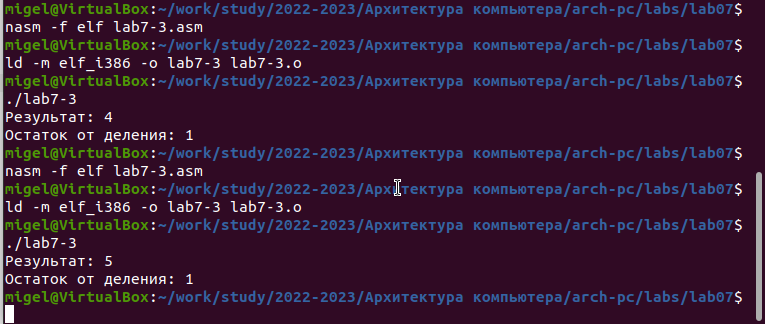 migel@VirtualBox:~/work/study/2022-2023/Архитектура компьютера/arch-pc/labs/lab07$
nasm -f elf lab7-3.asm
migel@VirtualBox:~/work/study/2022-2023/Архитектура компьютера/arch-pc/labs/lab07$
ld -m elf_i386 -o lab7-3 lab7-3.o
migel@VirtualBox:~/work/study/2022-2023/Архитектура компьютера/arch-pc/labs/lab07$
./lab7-3
Результат: 4
Остаток от деления: 1
migel@VirtualBox:~/work/study/2022-2023/Архитектура компьютера/arch-pc/labs/lab07$
nasm -f elf lab7-3.asm
migel@VirtualBox:~/work/study/2022-2023/Архитектура компьютера/arch-pc/labs/lab07$
ld -m elf_i386 -o lab7-3 lab7-3.o
migel@VirtualBox:~/work/study/2022-2023/Архитектура компьютера/arch-pc/labs/lab07$
./lab7-3
Результат: 5
Остаток от деления: 1
migel@VirtualBox:~/work/study/2022-2023/Архитектура компьютера/arch-pc/labs/lab07$